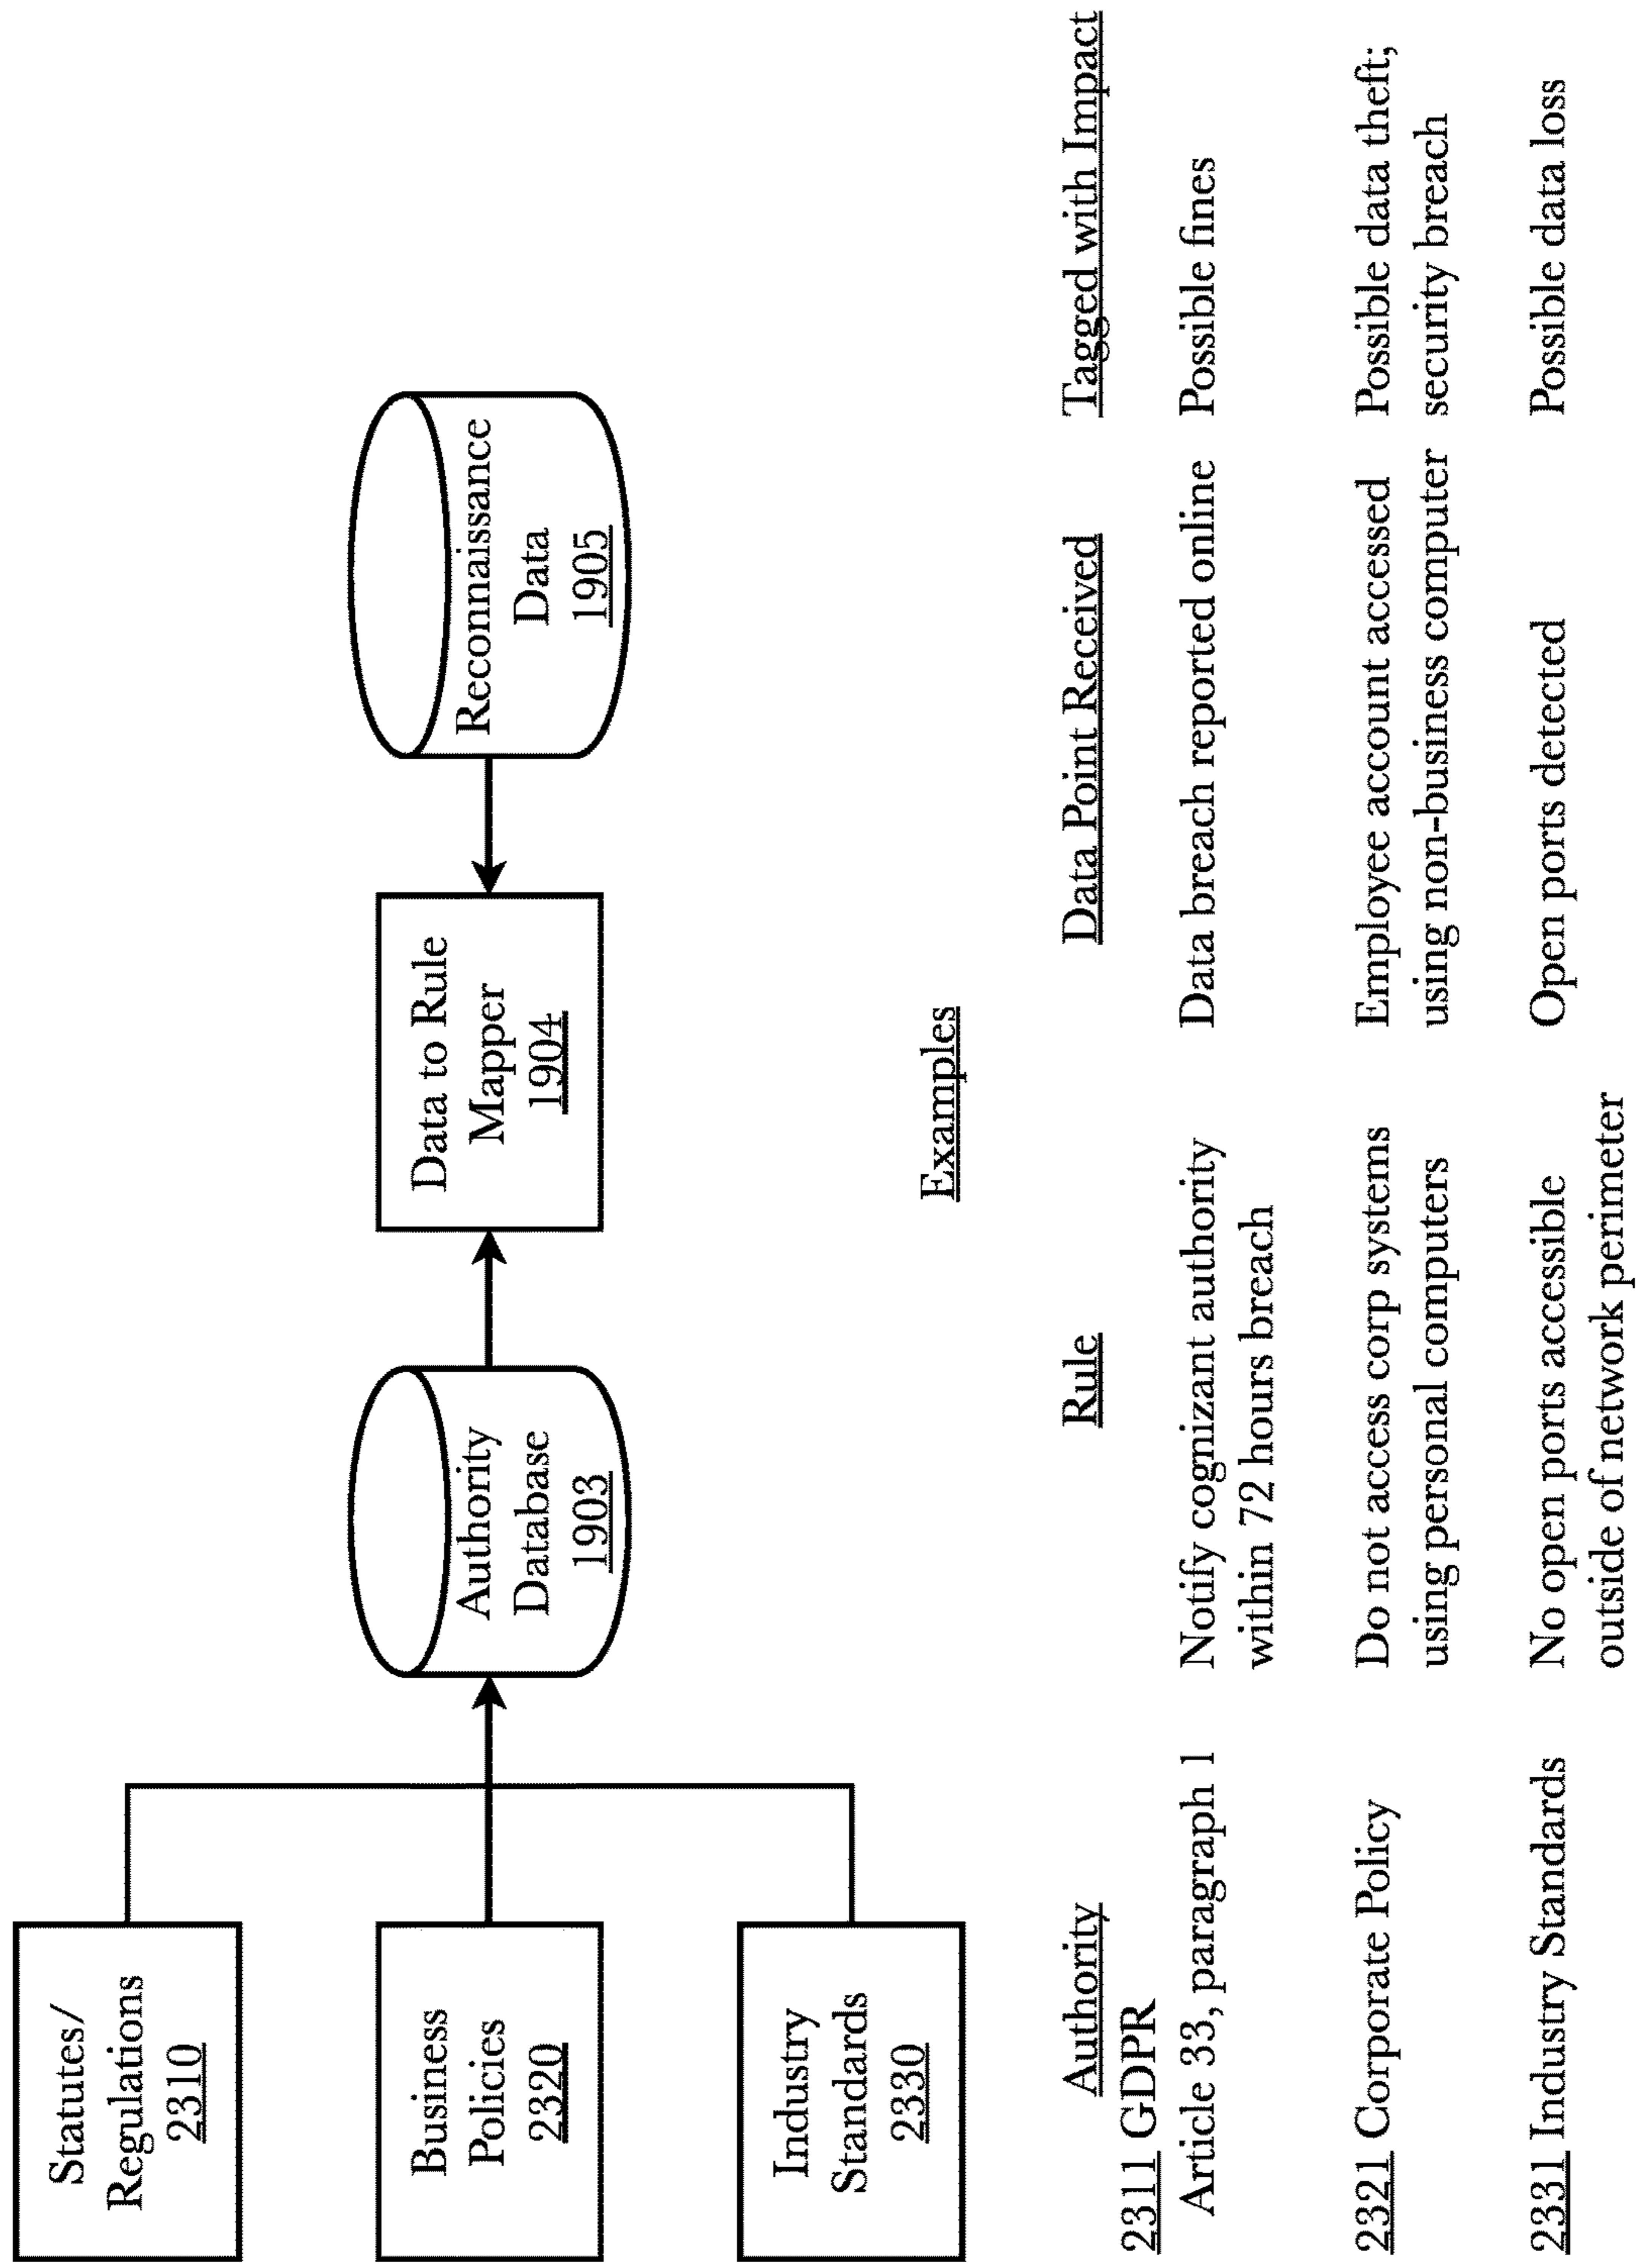 Statutes/
Regulations
2310
Business
Policies
2320
Industry
Standards
2330
Authority
Database
1903
Data to Rule
Mapper
1904
Reconnaissance
Data
1905
Examples
Authority
Rule
Data Point Received
Tagged with Impact
2311 GDPR
Article 33, paragraph 1
Notify cognizant authority
within 72 hours breach
Data breach reported online
Possible fines
2321 Corporate Policy
Do not access corp systems
using personal computers
Employee account accessed
using non-business computer
Possible data theft;
security breach
2331 Industry Standards
No open ports accessible
outside of network perimeter
Open ports detected
Possible data loss